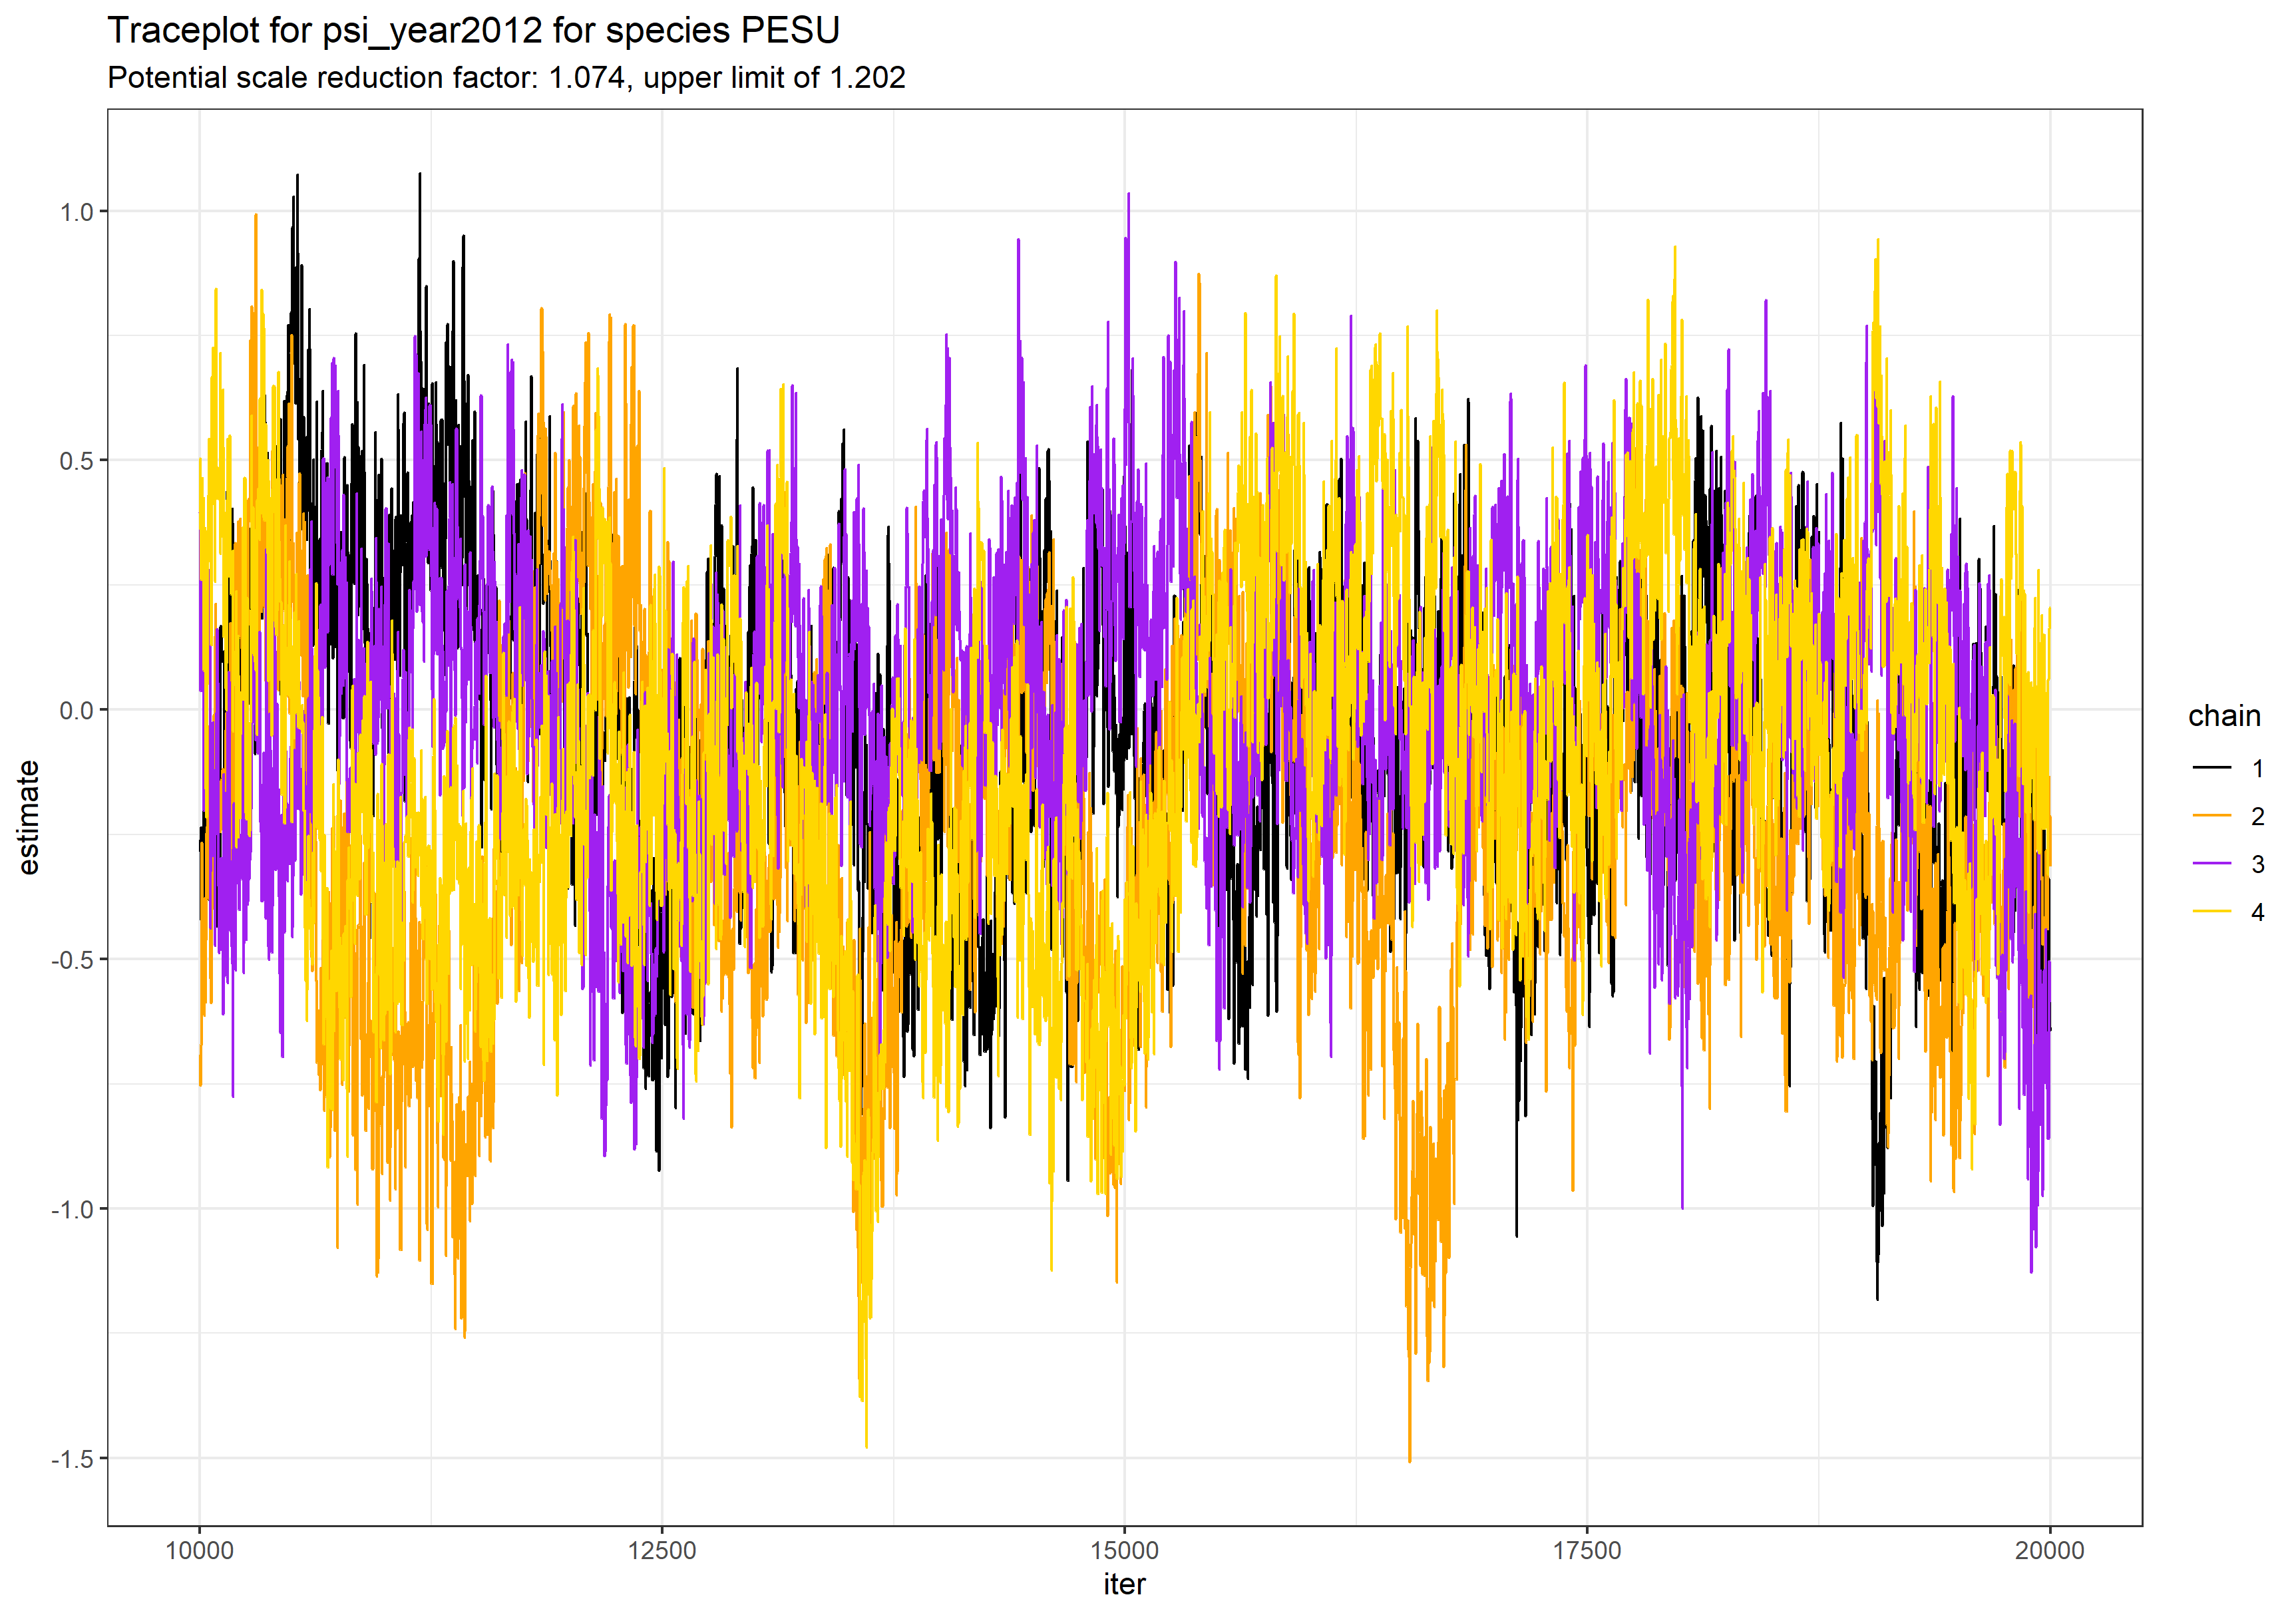 Traceplot for psi_year2012 for species PESU
Potential scale reduction factor: 1.074, upper limit of 1.202
1.0
0.5
0.0
-0.5
-1.0
-1.5
estimate
10000 12500 15000 17500 20000
iter
chain
1
2
3
4